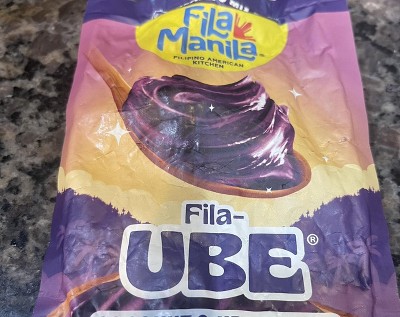 Fila
Manila
FILIPINO AMERICAN
KITCHEN
Fila-
UBE®